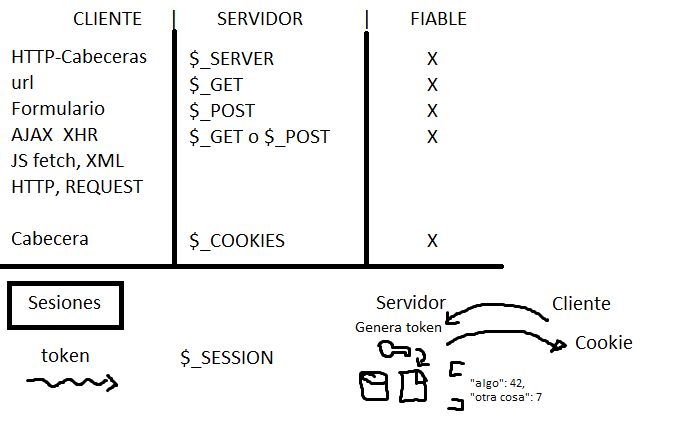 CLIENTE | SERVIDOR | FIABLE
HTTP-Cabeceras $_SERVER X
url $_GET X
Formulario $_POST X
AJAX XHR $_GET o $_POST X
JS fetch, XML
HTTP, REQUEST
Cabecera $_COOKIES X
Sesiones
Servidor Cliente
Genera token
Cookie
token $_SESSION
"algo": 42,
"otra cosa": 7